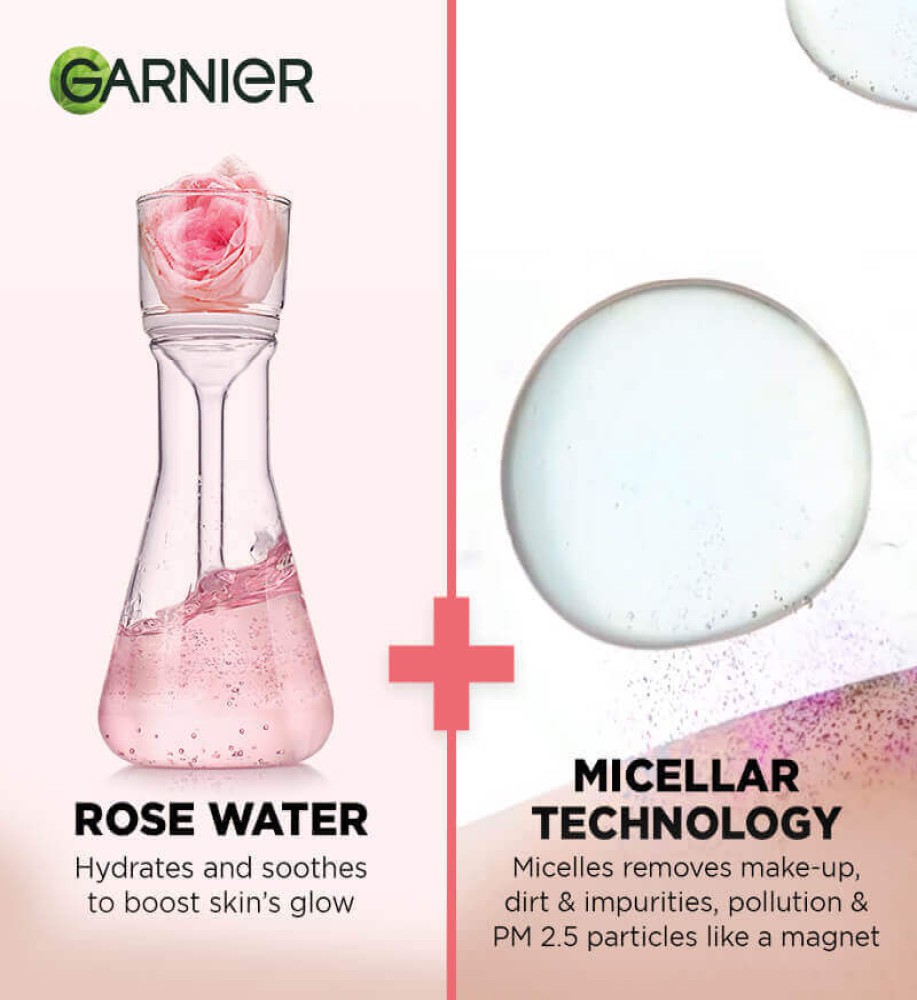 GARNIER
ROSE WATER
Hydrates and soothes
to boost skin's glow
MICELLAR
TECHNOLOGY
Micelles removes make-up,
dirt & impurities, pollution &
PM 2.5 particles like a magnet